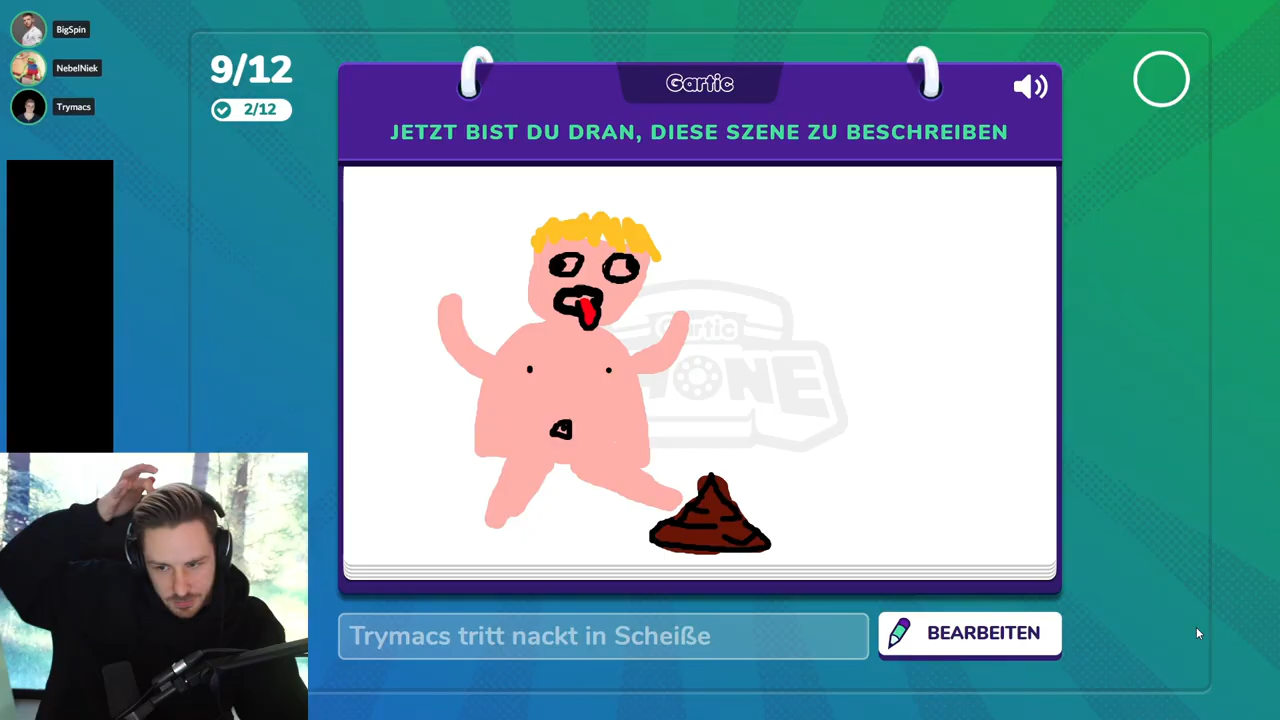 BigSpin
NebelNiek
Trymacs
9/12
2/12
Gartic
JETZT BIST DU DRAN, DIESE SZENE ZU BESCHREIBEN
Gartic
PHONE
Trymacs tritt nackt in Scheiße
BEARBEITEN